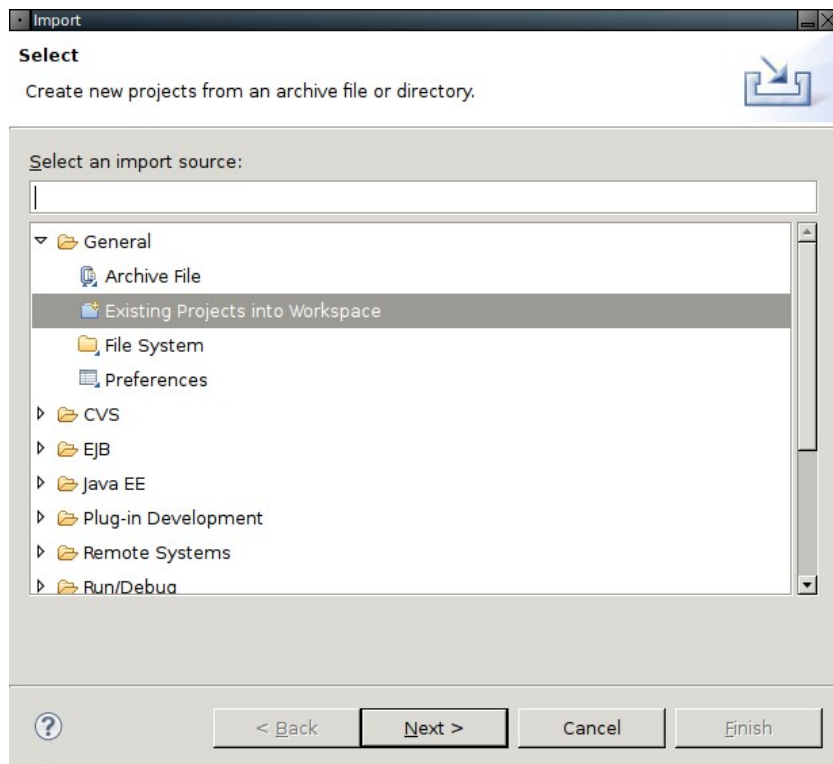 Import
Select
Create new projects from an archive file or directory.
Select an import source:
General
Archive File
Existing Projects into Workspace
File System
Preferences
CVS
EJB
Java EE
Plug-in Development
Remote Systems
Run/Debug
< Back Next > Cancel Finish